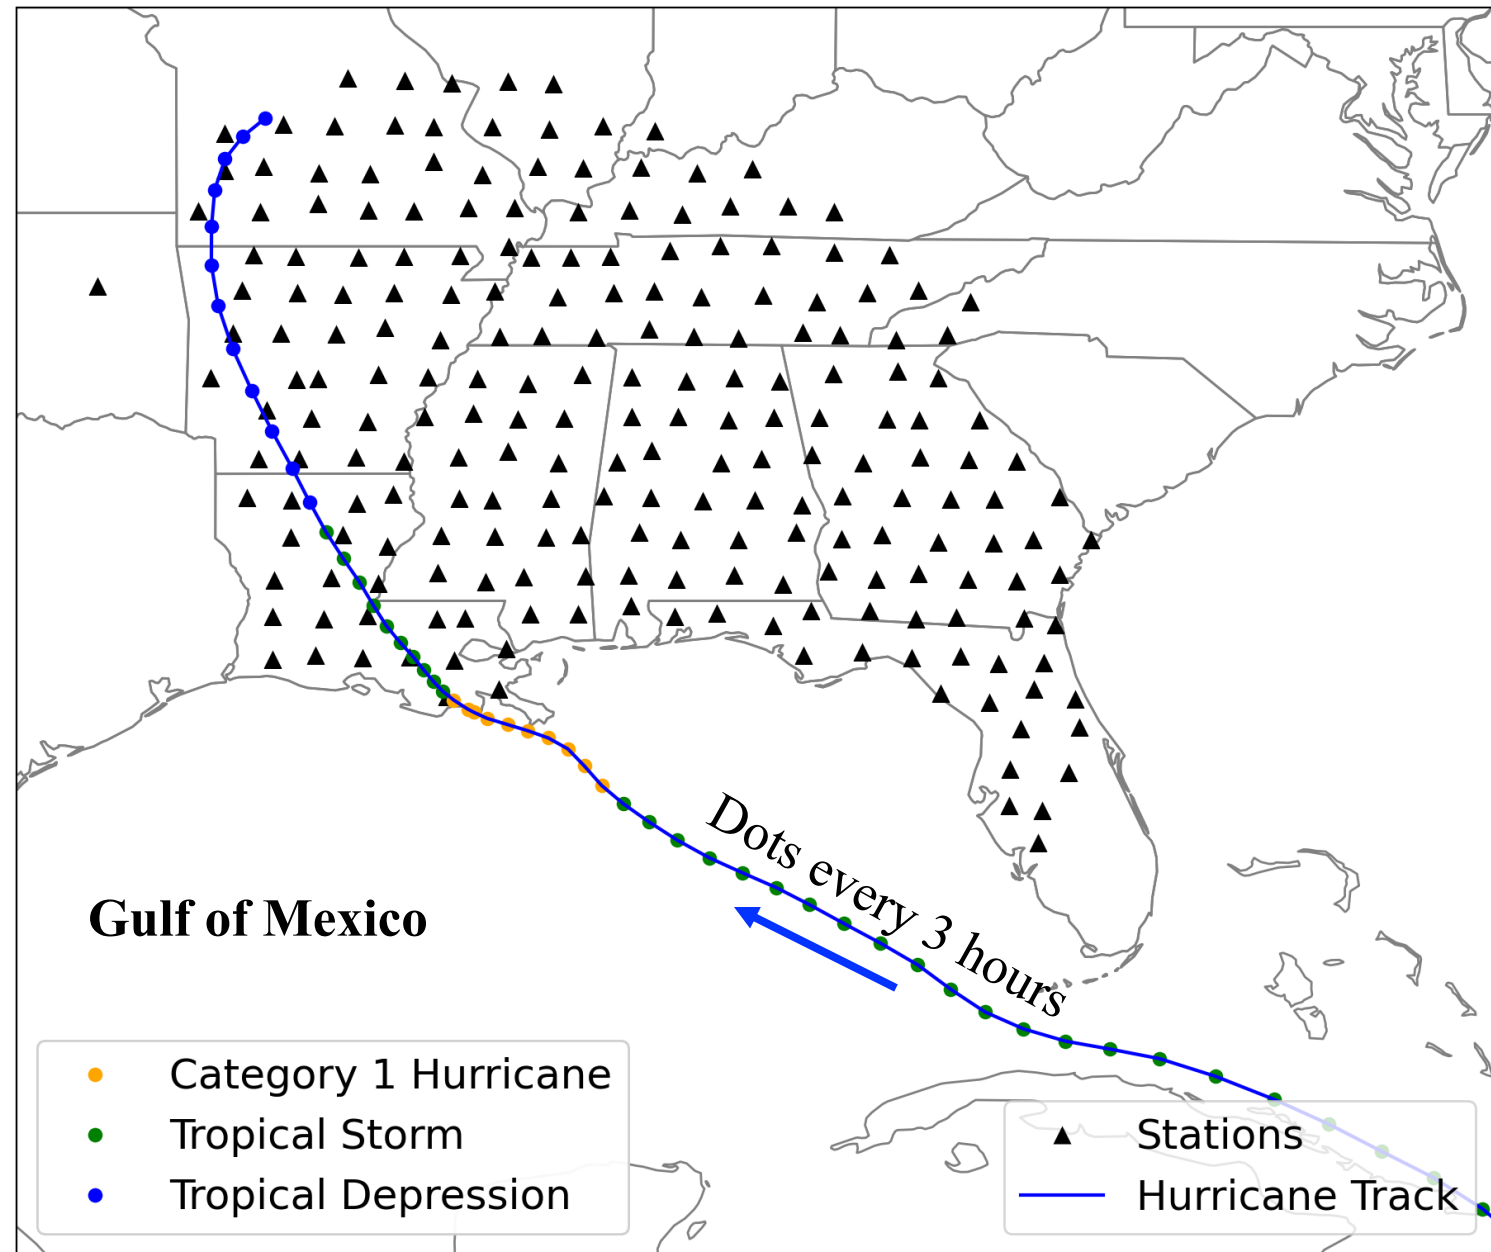 Dots every 3 hours
Gulf of Mexico
Category 1 Hurricane
Tropical Storm
Tropical Depression
Stations
Hurricane Track